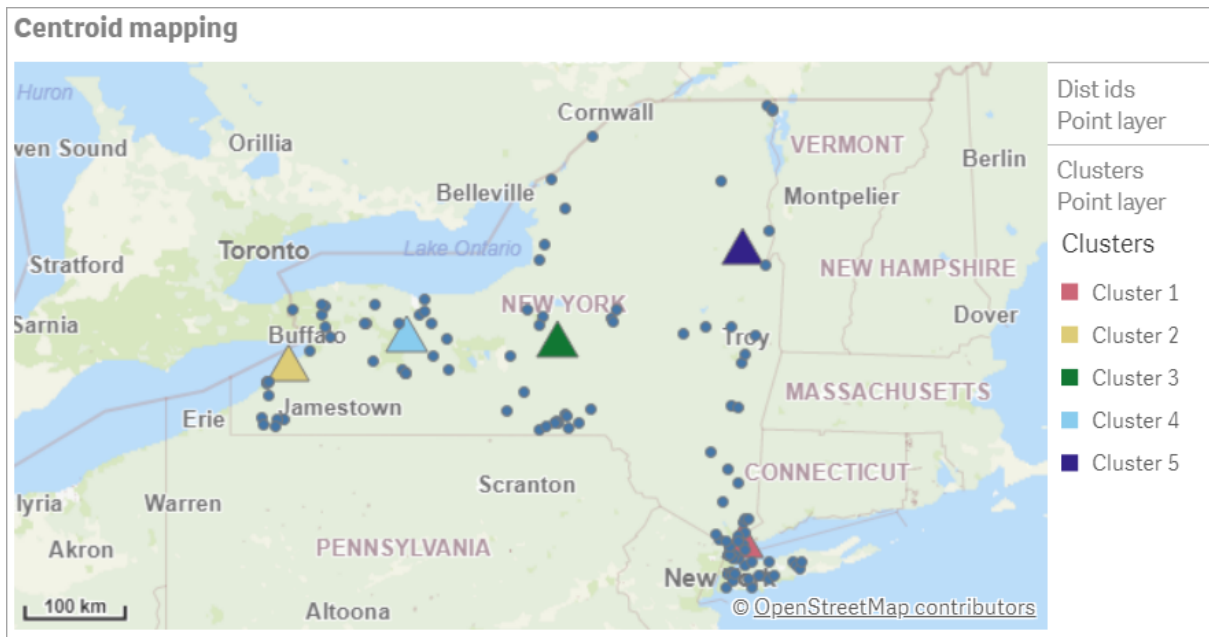 Centroid mapping
Huron
Cornwall
Orillia
wen Sound
VERMONT
Berlin
Belleville
Montpelier
Toronto
Lake Ontario
Stratford
NEW HAMPSHIRE
NEW YORK
Sarnia
Buffalo
Dover
Troy
MASSACHUSETTS
Erie
Jamestown
CONNECTICUT
Scranton
lyria
Warren
PENNSYLVANIA
Akron
New York
100 km
Altoona
© OpenStreetMap contributors
Dist ids
Point layer
Clusters
Point layer
Clusters
Cluster 1
Cluster 2
Cluster 3
Cluster 4
Cluster 5